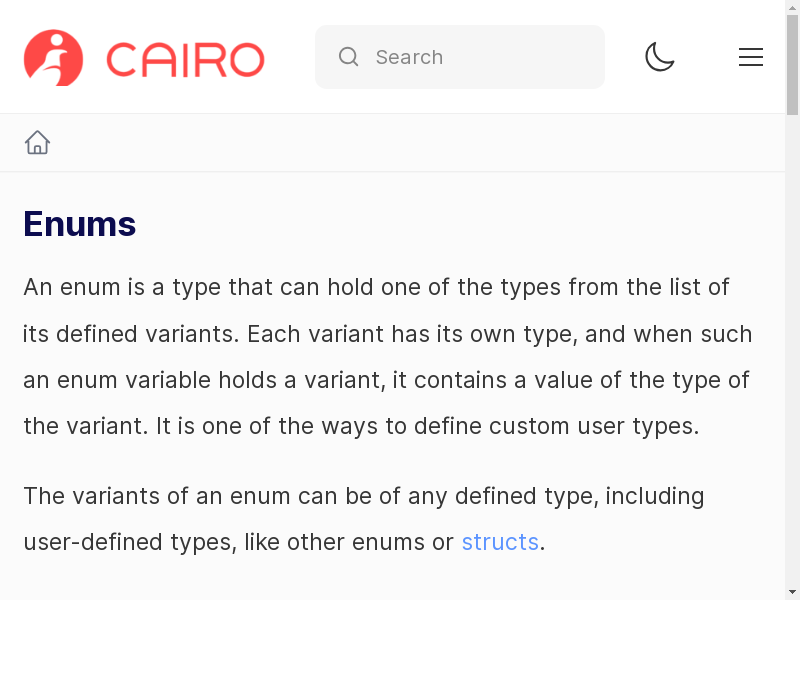 CAIRO
Search
Enums
An enum is a type that can hold one of the types from the list of
its defined variants. Each variant has its own type, and when such
an enum variable holds a variant, it contains a value of the type of
the variant. It is one of the ways to define custom user types.
The variants of an enum can be of any defined type, including
user-defined types, like other enums or structs.